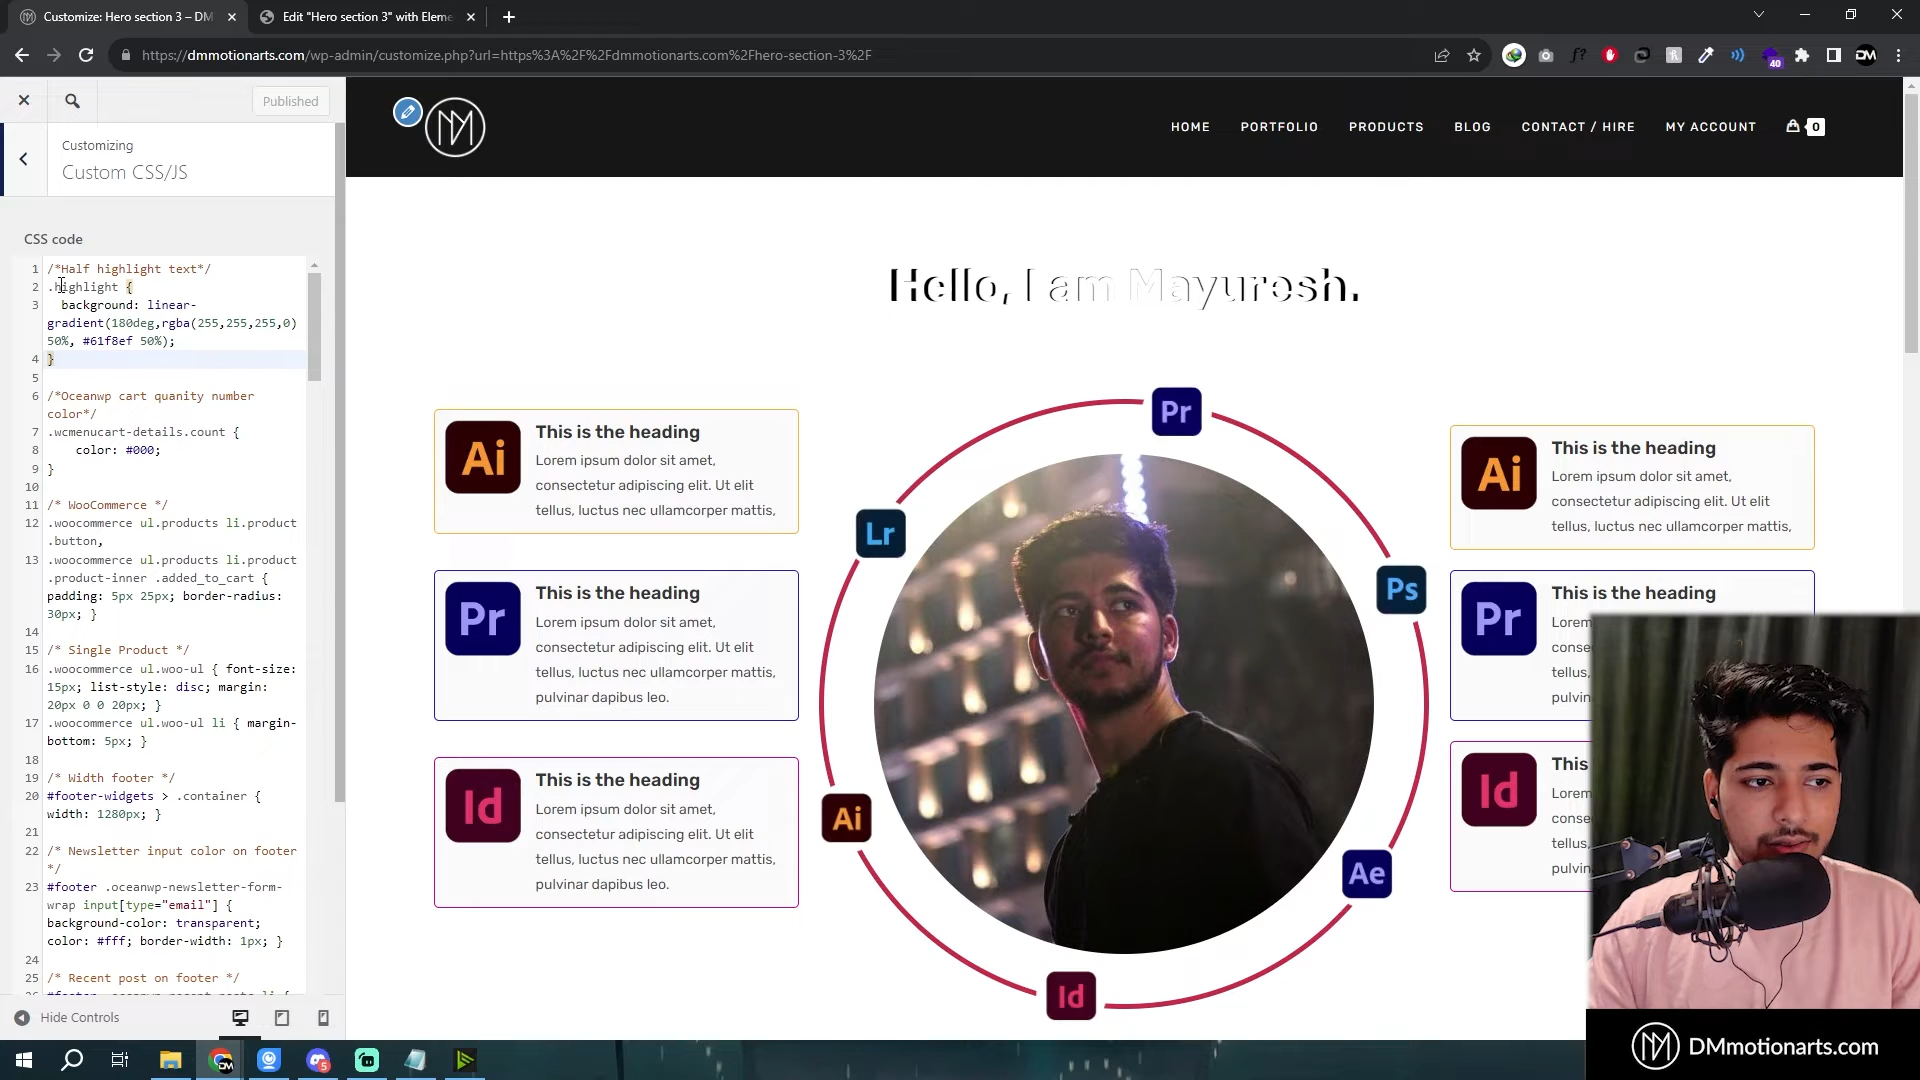 Customize: Hero section 3 – DM
Edit "Hero section 3" with Eleme
https://dmmotionarts.com/wp-admin/customize.php?url=https%3A%2F%2Fdmmotionarts.com%2Fhero-section-3%2F
40
DM
Published
Customizing
Custom CSS/JS
CSS code
1 /*Half highlight text*/
2 .highlight {
3 background: linear-
gradient(180deg,rgba(255,255,255,0)
50%, #61f8ef 50%);
4 }
5
6 /*Oceanwp cart quanity number
color*/
7 .wcmenucart-details.count {
8 color: #000;
9 }
10
11 /* WooCommerce */
12 .woocommerce ul.products li.product
.button,
13 .woocommerce ul.products li.product
.product-inner .added_to_cart {
padding: 5px 25px; border-radius:
30px; }
14
15 /* Single Product */
16 .woocommerce ul.woo-ul { font-size:
15px; list-style: disc; margin:
20px 0 0 20px; }
17 .woocommerce ul.woo-ul li { margin-
bottom: 5px; }
18
19 /* Width footer */
20 #footer-widgets > .container {
width: 1280px; }
21
22 /* Newsletter input color on footer
*/
23 #footer .oceanwp-newsletter-form-
wrap input[type="email"] {
background-color: transparent;
color: #fff; border-width: 1px; }
24
25 /* Recent post on footer */
Hide Controls
HOME PORTFOLIO PRODUCTS BLOG CONTACT / HIRE MY ACCOUNT 0
Hello, I am Mayuresh.
Ai
This is the heading
Lorem ipsum dolor sit amet,
consectetur adipiscing elit. Ut elit
tellus, luctus nec ullamcorper mattis,
Pr
This is the heading
Lorem ipsum dolor sit amet,
consectetur adipiscing elit. Ut elit
tellus, luctus nec ullamcorper mattis,
pulvinar dapibus leo.
Id
This is the heading
Lorem ipsum dolor sit amet,
consectetur adipiscing elit. Ut elit
tellus, luctus nec ullamcorper mattis,
pulvinar dapibus leo.
Pr
Lr
Ps
Ai
Ae
Id
Ai
This is the heading
Lorem ipsum dolor sit amet,
consectetur adipiscing elit. Ut elit
tellus, luctus nec ullamcorper mattis,
Pr
This is the heading
Lorem
conse
tellus,
pulvin
Id
This
Lorem
conse
tellus,
pulvin
5
DM
DMmotionarts.com